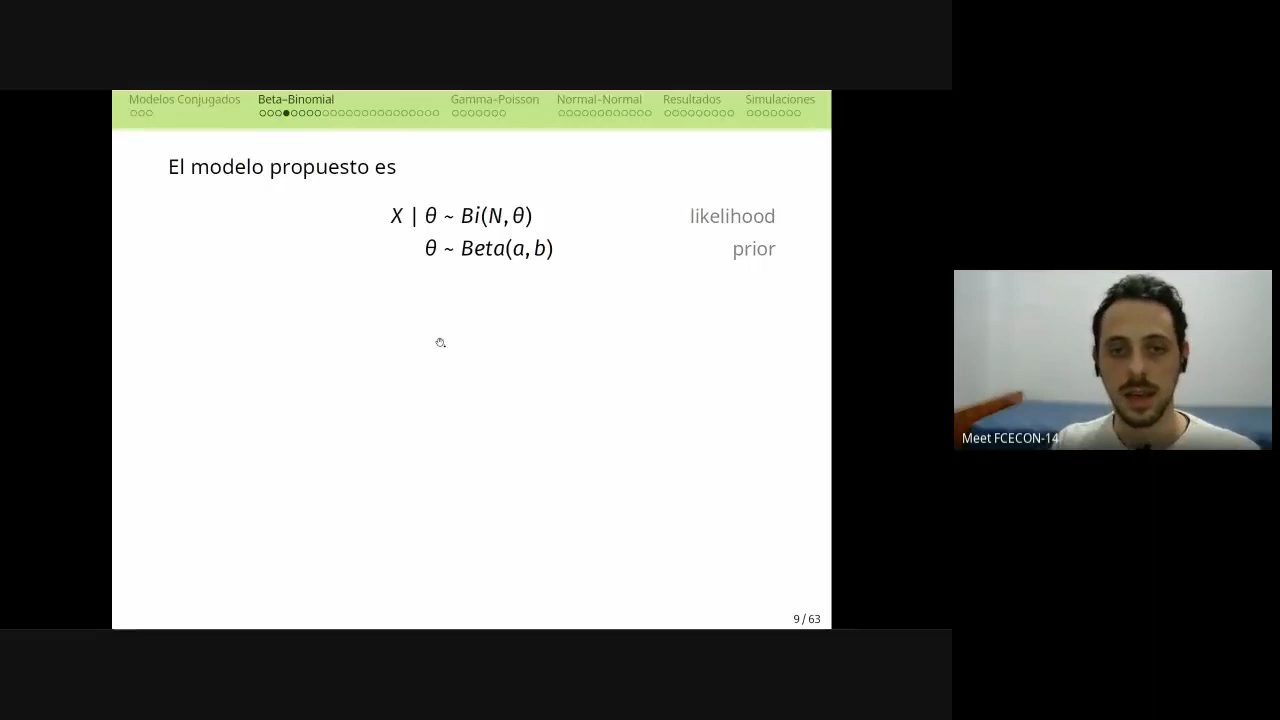 Modelos Conjugados Beta–Binomial Gamma–Poisson Normal–Normal Resultados Simulaciones
El modelo propuesto es
X | θ ~ Bi(N, θ) likelihood
θ ~ Beta(a, b) prior
Meet FCECON-14
9 / 63